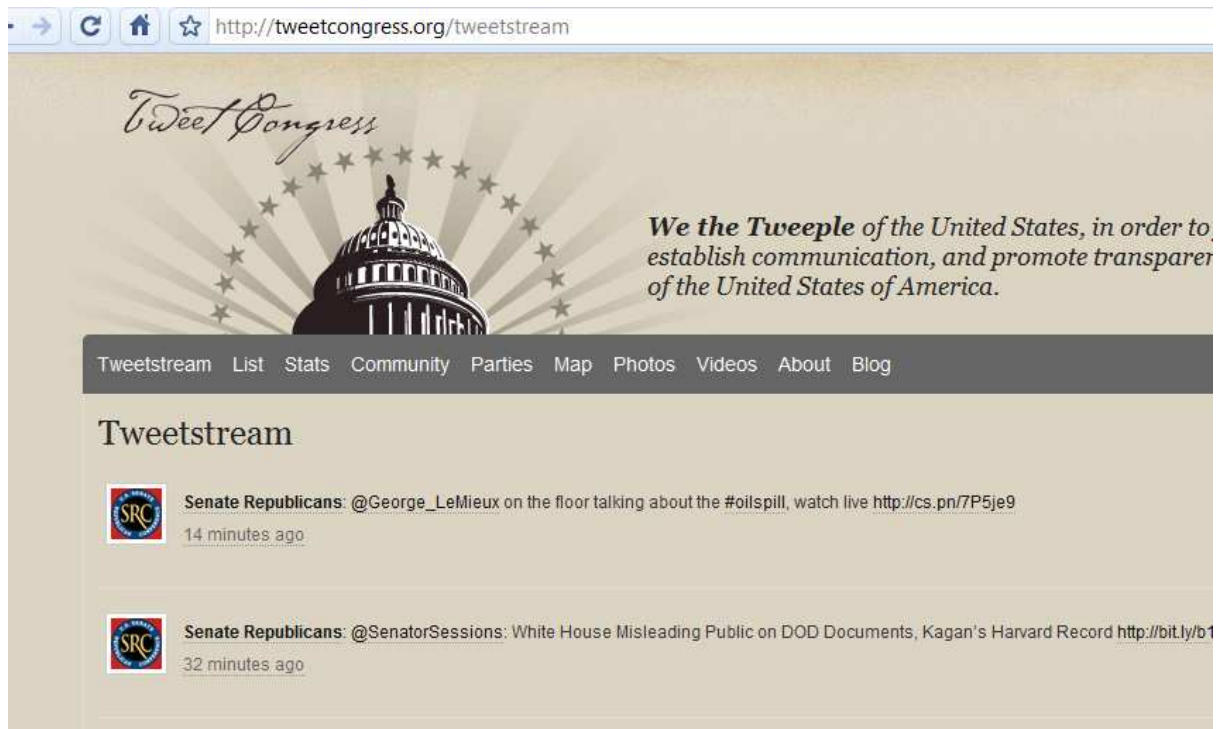 http://tweetcongress.org/tweetstream
Tweet Congress
We the Tweeple of the United States, in order to
establish communication, and promote
of the United States of America.
Tweetstream List Stats Community Parties Map Photos Videos About Blog
Tweetstream
SRC
Senate Republicans: @George_LeMieux on the floor talking about the #oilspill, watch live http://cs.pn/7P5je9
14 minutes ago
SRC
Senate Republicans: @SenatorSessions: White House Misleading Public on DOD Documents, Kagan's Harvard Record http://bit.ly/b1
32 minutes ago